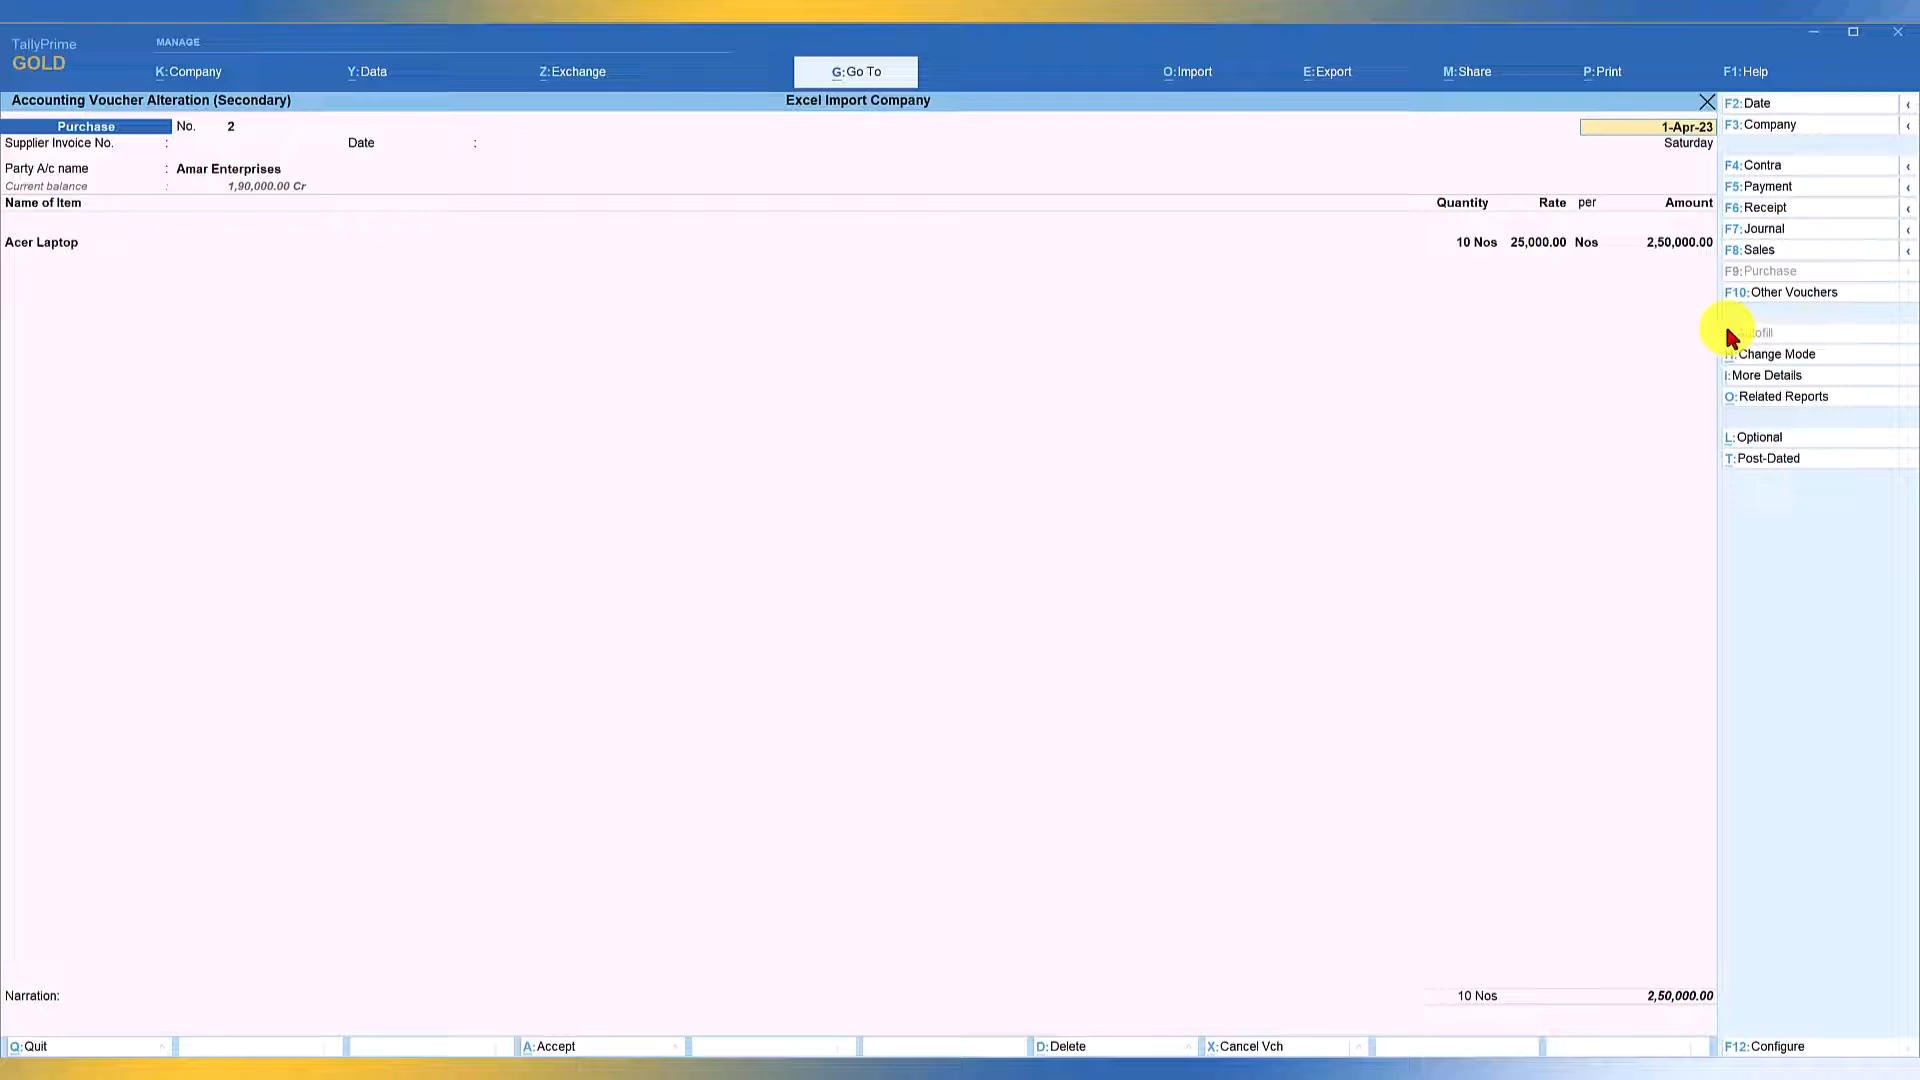 TallyPrime
GOLD
MANAGE
K:Company
Y:Data
Z:Exchange
G:Go To
O:Import
E:Export
M:Share
P:Print
F1:Help
Accounting Voucher Alteration (Secondary)
Excel Import Company
Purchase No. 2
1-Apr-23
Supplier Invoice No. : Date :
Saturday
Party A/c name : Amar Enterprises
Current balance : 1,90,000.00 Cr
Name of Item Quantity Rate per Amount
Acer Laptop 10 Nos 25,000.00 Nos 2,50,000.00
Narration: 10 Nos 2,50,000.00
F2:Date
F3:Company
F4:Contra
F5:Payment
F6:Receipt
F7:Journal
F8:Sales
F9:Purchase
F10:Other Vouchers
H:Change Mode
I:More Details
O:Related Reports
L:Optional
T:Post-Dated
Q:Quit
A:Accept
D:Delete
X:Cancel Vch
F12:Configure